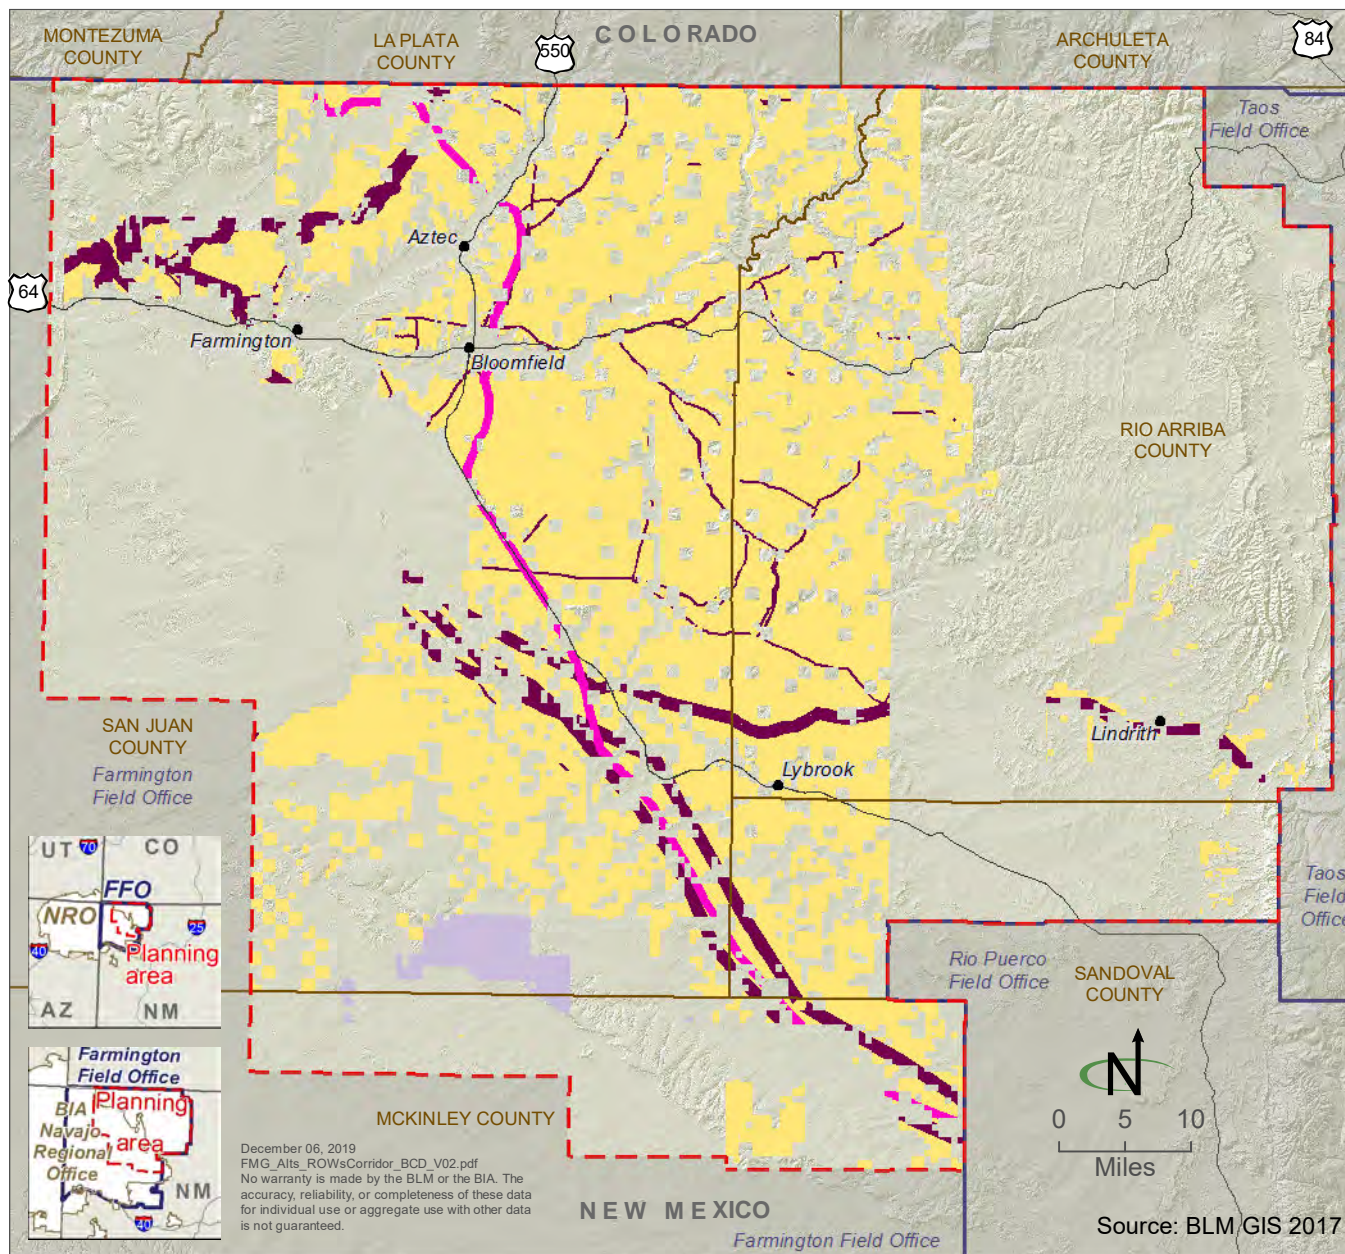 MONTEZUMA
COUNTY
LA PLATA
COUNTY
550
COLORADO
ARCHULETA
COUNTY
84
Taos
Field Office
Aztec
64
Farmington
Bloomfield
RIO ARRIBA
COUNTY
SAN JUAN
COUNTY
Farmington
Field Office
Lindrith
Lybrook
UT
70
CO
FFO
NRO
25
40
Planning
area
AZ
NM
Taos
Field
Office
Rio Puerco
Field Office
SANDOVAL
COUNTY
N
0 5 10
Miles
Farmington
Field Office
Planning
area
BIA
Navajo
Regional
Office
NM
40
MCKINLEY COUNTY
December 06, 2019
FMG_Alts_ROWsCorridor_BCD_V02.pdf
No warranty is made by the BLM or the BIA. The
accuracy, reliability, or completeness of these data
for individual use or aggregate use with other data
is not guaranteed.
NEW MEXICO
Farmington Field Office
Source: BLM GIS 2017